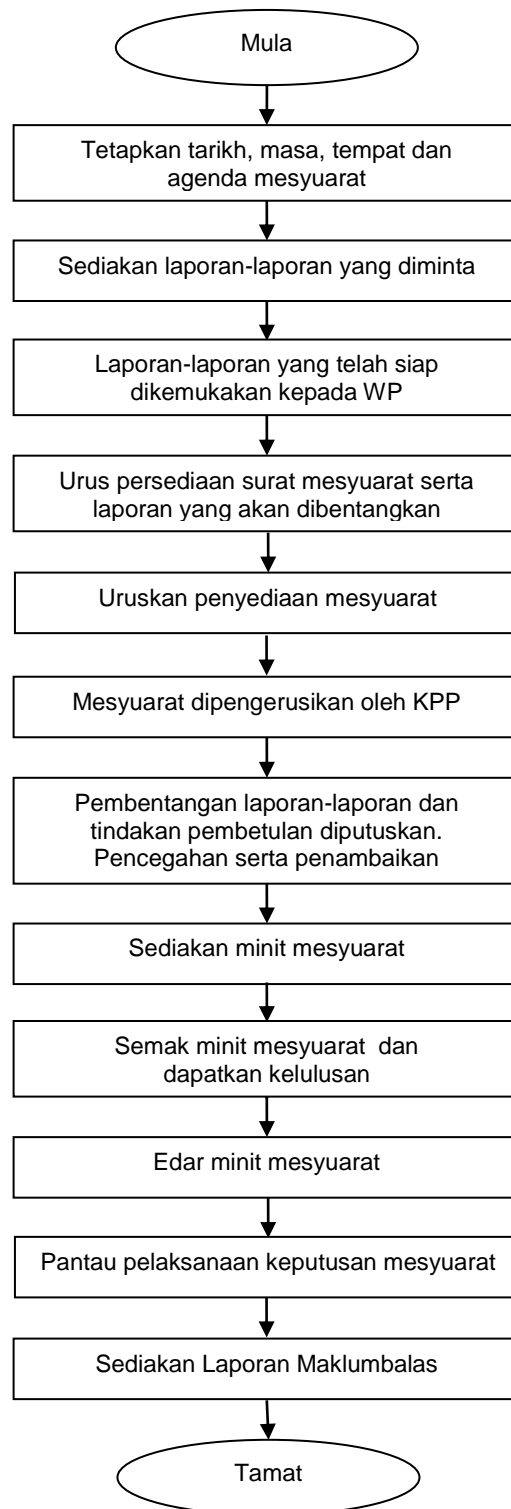 Mula
Tetapkan tarikh, masa, tempat dan
agenda mesyuarat
Sediakan laporan-laporan yang diminta
Laporan-laporan yang telah siap
dikemukakan kepada WP
Urus persediaan surat mesyuarat serta
laporan yang akan dibentangkan
Uruskan penyediaan mesyuarat
Mesyuarat dipengerusikan oleh KPP
Pembentangan laporan-laporan dan
tindakan pembetulan diputuskan.
Pencegahan serta penambaikan
Sediakan minit mesyuarat
Semak minit mesyuarat dan
dapatkan kelulusan
Edar minit mesyuarat
Pantau pelaksanaan keputusan mesyuarat
Sediakan Laporan Maklumbalas
Tamat